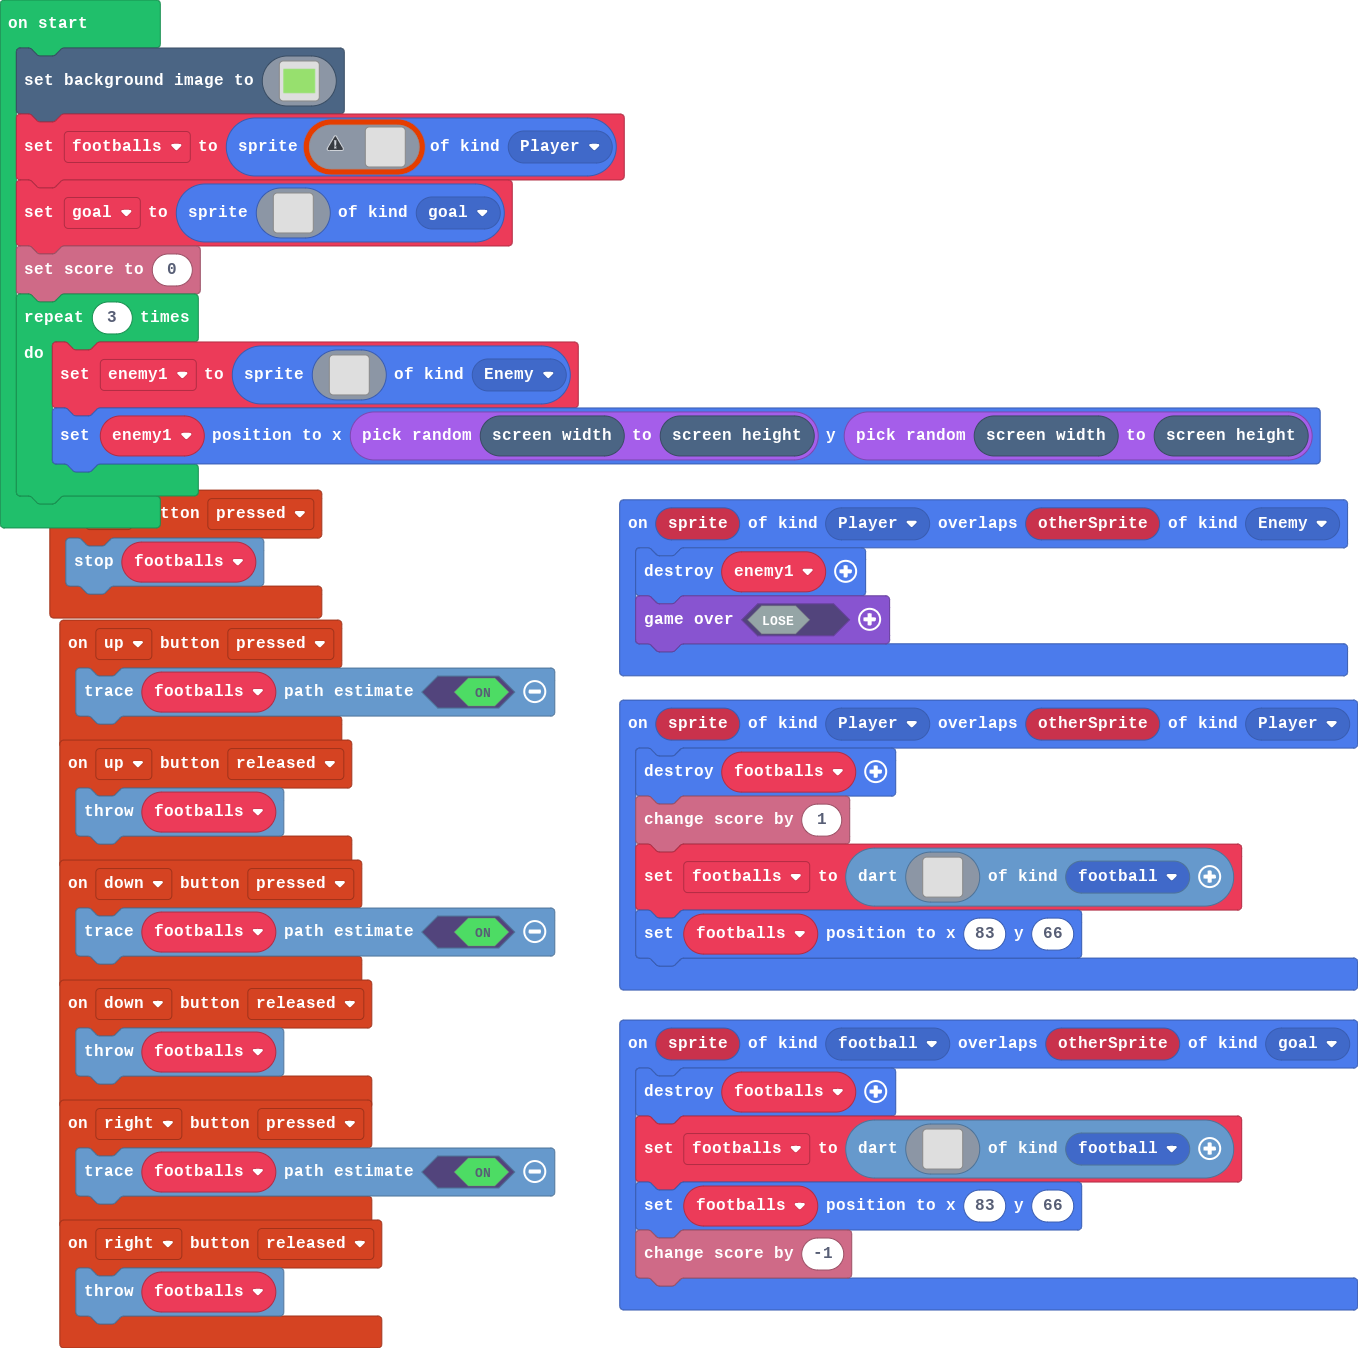 on start
set background image to
set footballs to sprite of kind Player
set goal to sprite of kind goal
set score to 0
repeat 3 times
do
set enemy1 to sprite of kind Enemy
set enemy1 position to x pick random screen width to screen height y pick random screen width to screen height
pressed
stop footballs
on up button pressed
trace footballs path estimate ON
on up button released
throw footballs
on down button pressed
trace footballs path estimate ON
on down button released
throw footballs
on right button pressed
trace footballs path estimate ON
on right button released
throw footballs
on sprite of kind Player overlaps otherSprite of kind Enemy
destroy enemy1
game over LOSE
on sprite of kind Player overlaps otherSprite of kind Player
destroy footballs
change score by 1
set footballs to dart of kind football
set footballs position to x 83 y 66
on sprite of kind football overlaps otherSprite of kind goal
destroy footballs
set footballs to dart of kind football
set footballs position to x 83 y 66
change score by -1